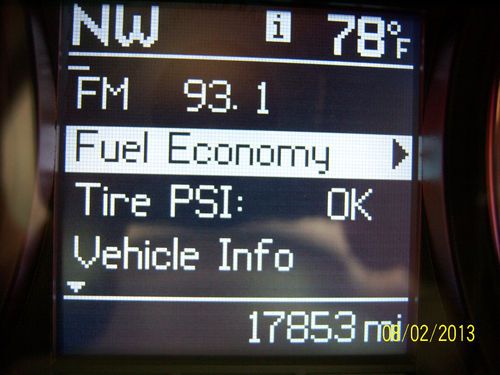 NW i 78°F
FM 93.1
Fuel Economy
Tire PSI: OK
Vehicle Info
17853 mi
08/02/2013